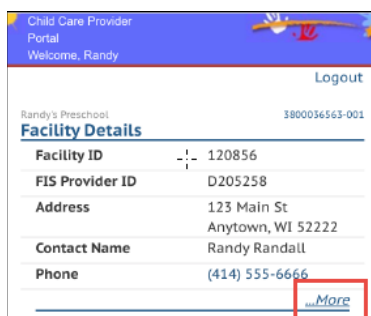 Child Care Provider
Portal
Welcome, Randy
Logout
Randy's Preschool 3800036563-001
Facility Details
Facility ID 120856
FIS Provider ID D205258
Address 123 Main St
Anytown, WI 52222
Contact Name Randy Randall
Phone (414) 555-6666
...More